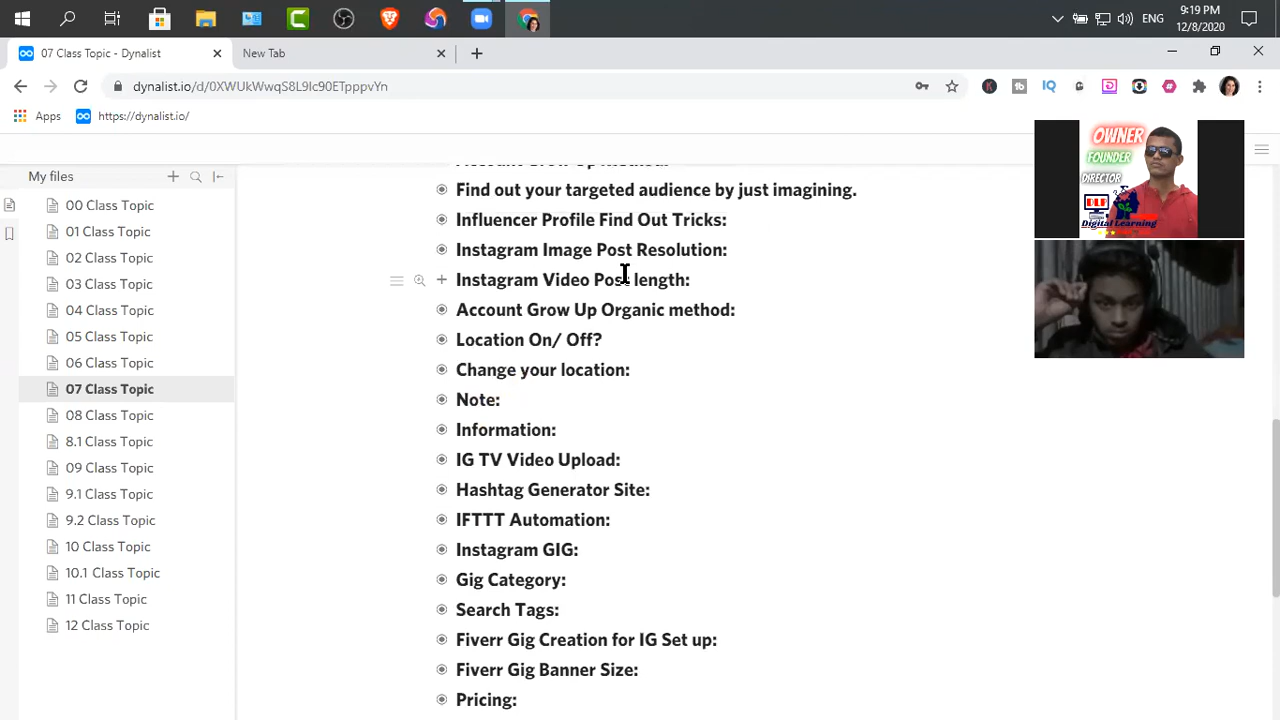 9:19 PM
ENG
12/8/2020
07 Class Topic - Dynalist
New Tab
dynalist.io/d/0XWUkWwqS8L9Ic90ETpppvYn
Apps
https://dynalist.io/
My files
00 Class Topic
01 Class Topic
02 Class Topic
03 Class Topic
04 Class Topic
05 Class Topic
06 Class Topic
07 Class Topic
08 Class Topic
8.1 Class Topic
09 Class Topic
9.1 Class Topic
9.2 Class Topic
10 Class Topic
10.1 Class Topic
11 Class Topic
12 Class Topic
Find out your targeted audience by just imagining.
Influencer Profile Find Out Tricks:
Instagram Image Post Resolution:
Instagram Video Post length:
Account Grow Up Organic method:
Location On/ Off?
Change your location:
Note:
Information:
IG TV Video Upload:
Hashtag Generator Site:
IFTTT Automation:
Instagram GIG:
Gig Category:
Search Tags:
Fiverr Gig Creation for IG Set up:
Fiverr Gig Banner Size:
Pricing:
OWNER
FOUNDER
DIRECTOR
DLF
Digital Learning